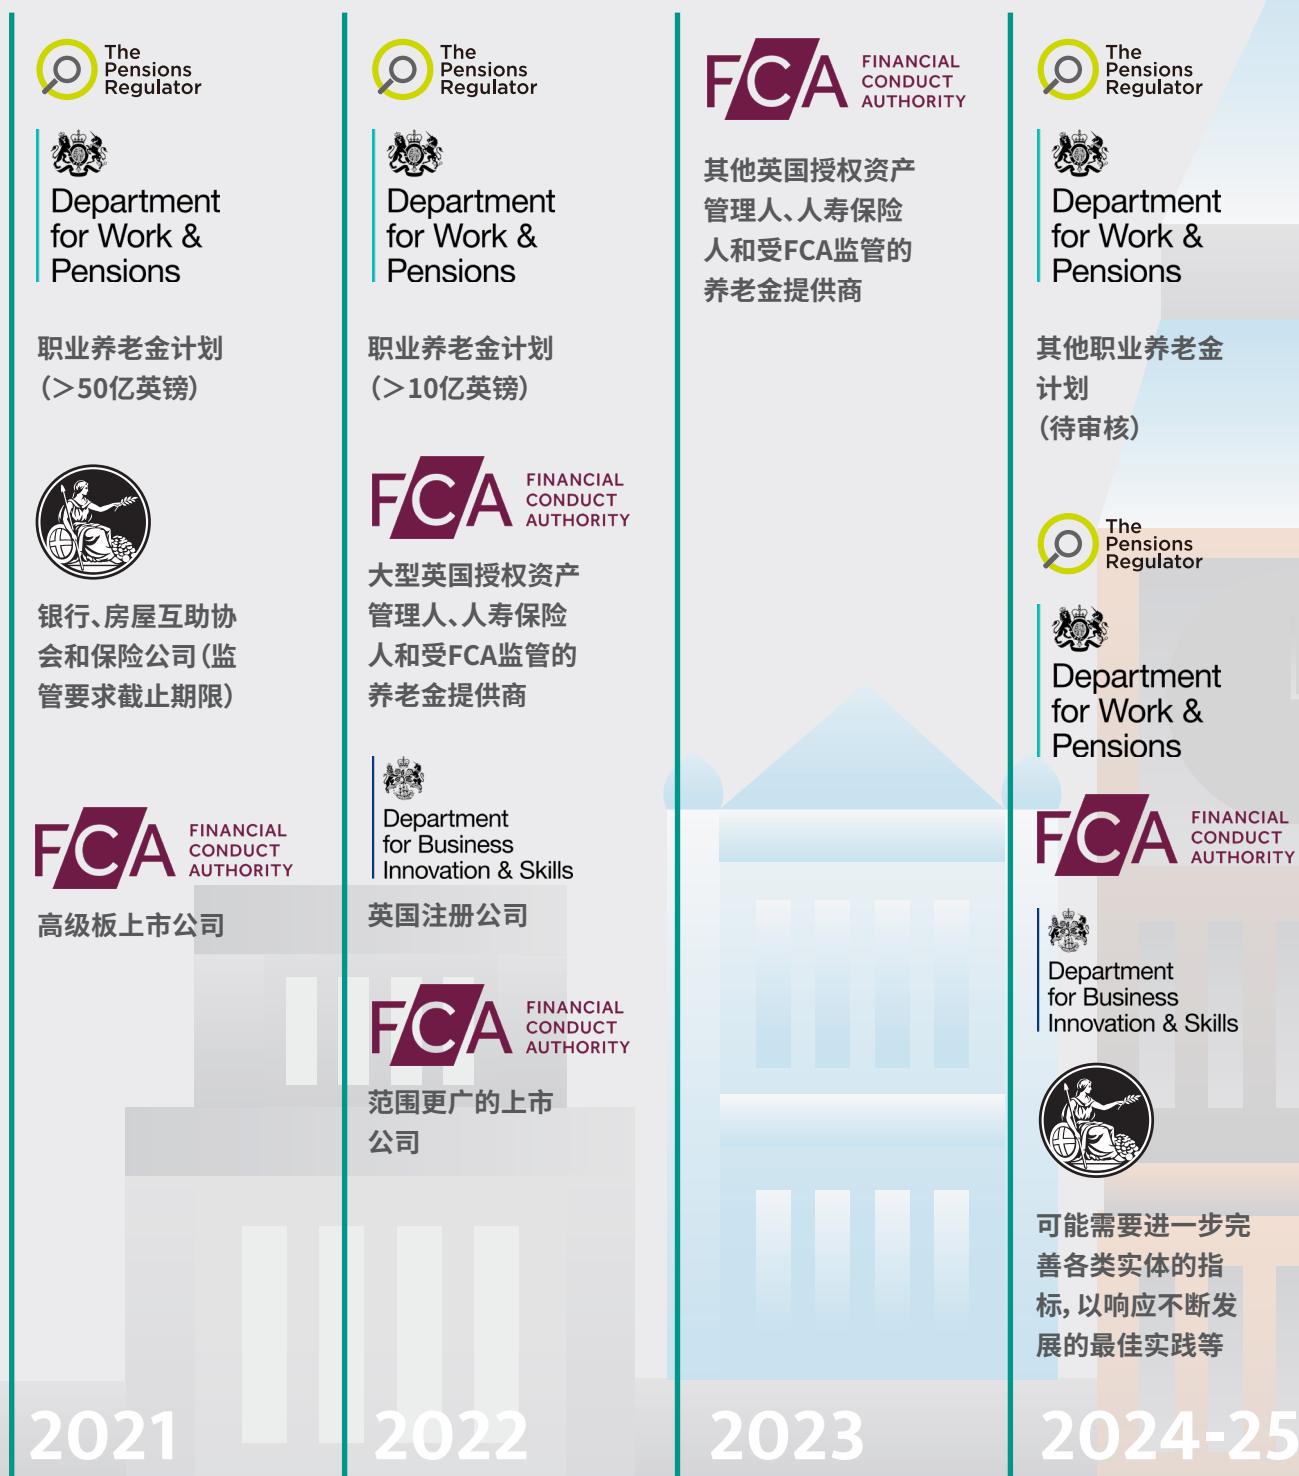 The
Pensions
Regulator
Department
for Work &
Pensions
职业养老金计划
（＞50亿英镑）
银行、房屋互助协
会和保险公司（监
管要求截止期限）
FCA
FINANCIAL
CONDUCT
AUTHORITY
高级板上市公司
2021
The
Pensions
Regulator
Department
for Work &
Pensions
职业养老金计划
（＞10亿英镑）
FCA
FINANCIAL
CONDUCT
AUTHORITY
大型英国授权资产
管理人、人寿保险
人和受FCA监管的
养老金提供商
Department
for Business
Innovation & Skills
英国注册公司
FCA
FINANCIAL
CONDUCT
AUTHORITY
范围更广的上市
公司
2022
FCA
FINANCIAL
CONDUCT
AUTHORITY
其他英国授权资产
管理人、人寿保险
人和受FCA监管的
养老金提供商
2023
The
Pensions
Regulator
Department
for Work &
Pensions
其他职业养老金
计划
（待审核）
The
Pensions
Regulator
Department
for Work &
Pensions
FCA
FINANCIAL
CONDUCT
AUTHORITY
Department
for Business
Innovation & Skills
可能需要进一步完
善各类实体的指
标，以响应不断发
展的最佳实践等
2024-25